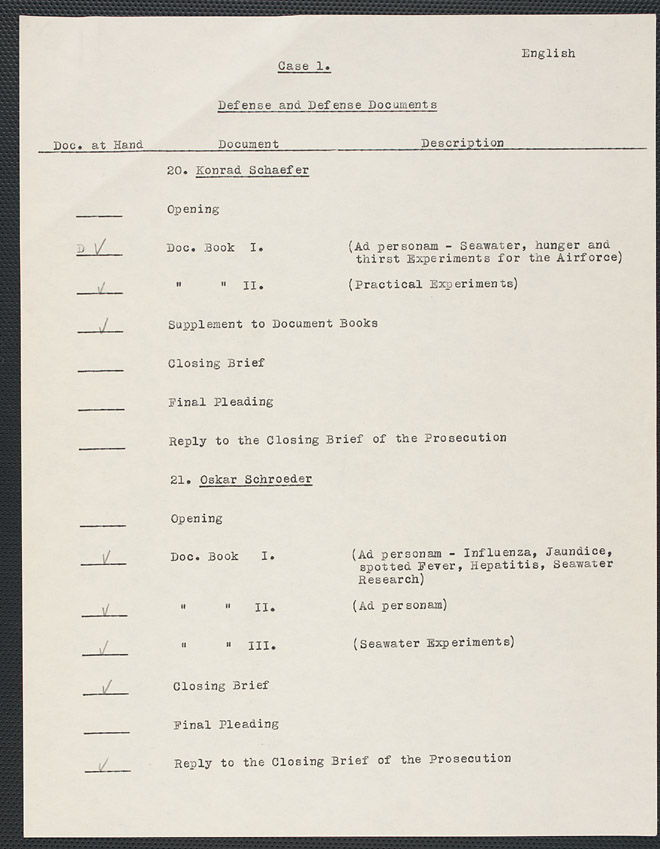 English
Case 1.
Defense and Defense Documents
Doc. at Hand Document Description
20. Konrad Schaefer
____ Opening
D ✓ Doc. Book I. (Ad personam - Seawater, hunger and
thirst Experiments for the Airforce)
✓ " " II. (Practical Experiments)
✓ Supplement to Document Books
____ Closing Brief
____ Final Pleading
____ Reply to the Closing Brief of the Prosecution
21. Oskar Schroeder
____ Opening
✓ Doc. Book I. (Ad personam - Influenza, Jaundice,
spotted Fever, Hepatitis, Seawater
Research)
✓ " " II. (Ad personam)
✓ " " III. (Seawater Experiments)
✓ Closing Brief
____ Final Pleading
✓ Reply to the Closing Brief of the Prosecution